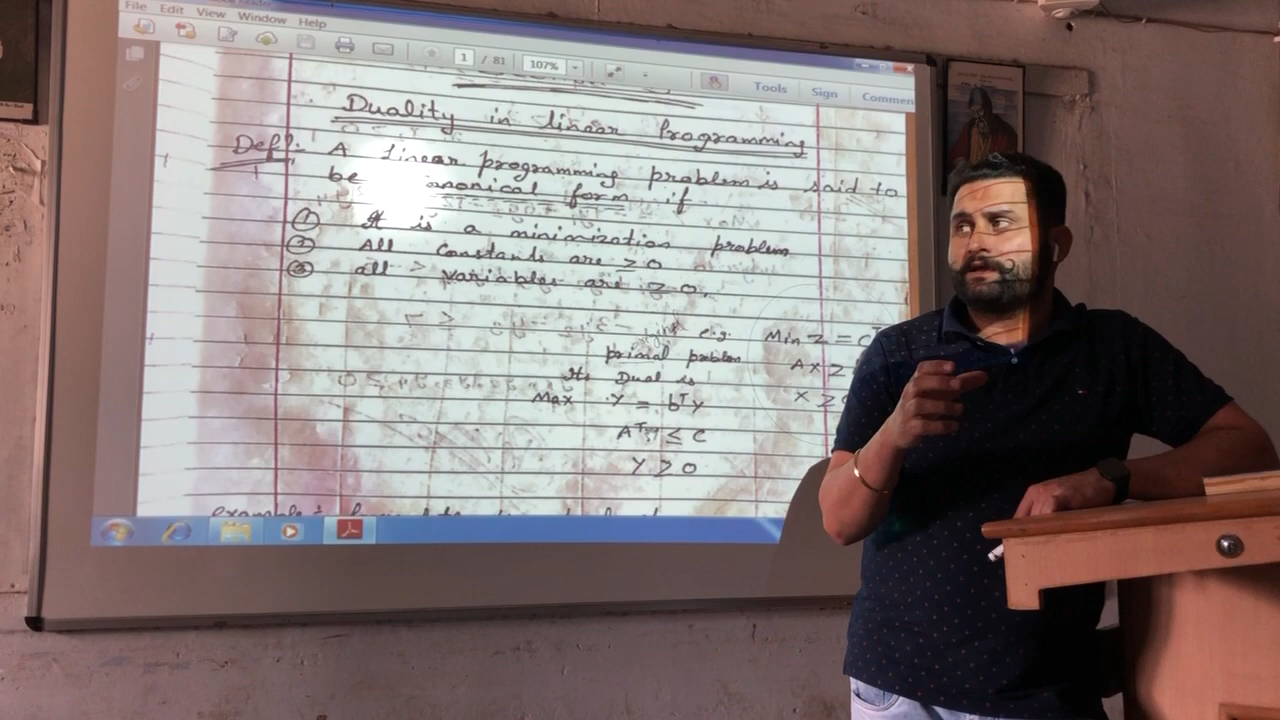 File Edit View Window Help
1 / 81 107% Tools Sign Commen
Duality in linear Programming
Defn:- A Linear programming problem is said to
be canonical form if
① It is a minimization problem
② All constands are ≥ 0
③ all variables are ≥ 0.
e.g. Min Z = C
primal problem A X ≥
Its Dual is X ≥
Max Y = bᵀY
AᵀY ≤ C
Y ≥ 0
example:-